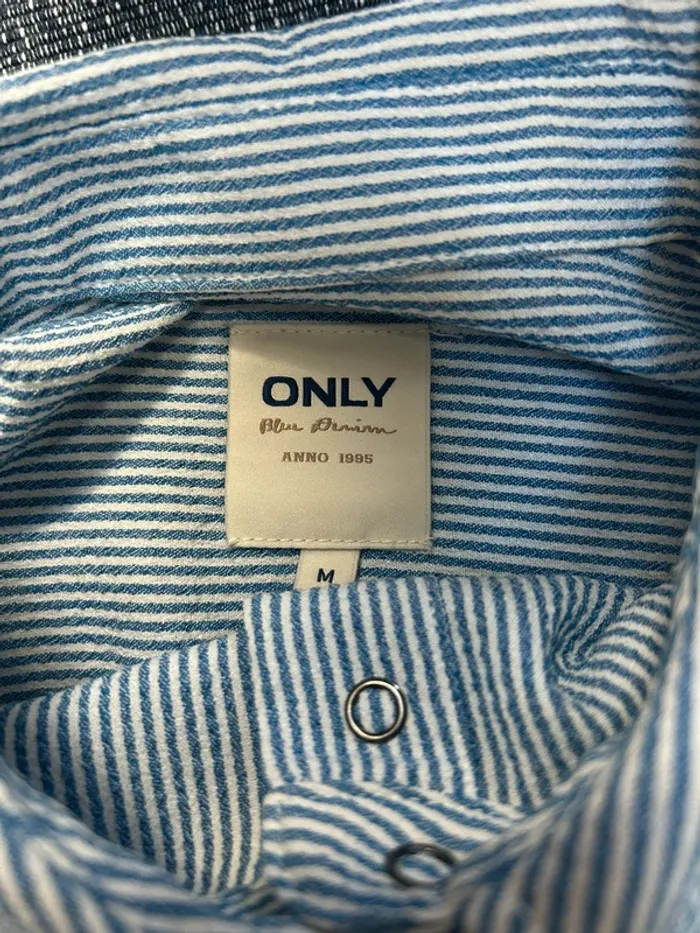 ONLY
Blue Denim
ANNO 1995
M